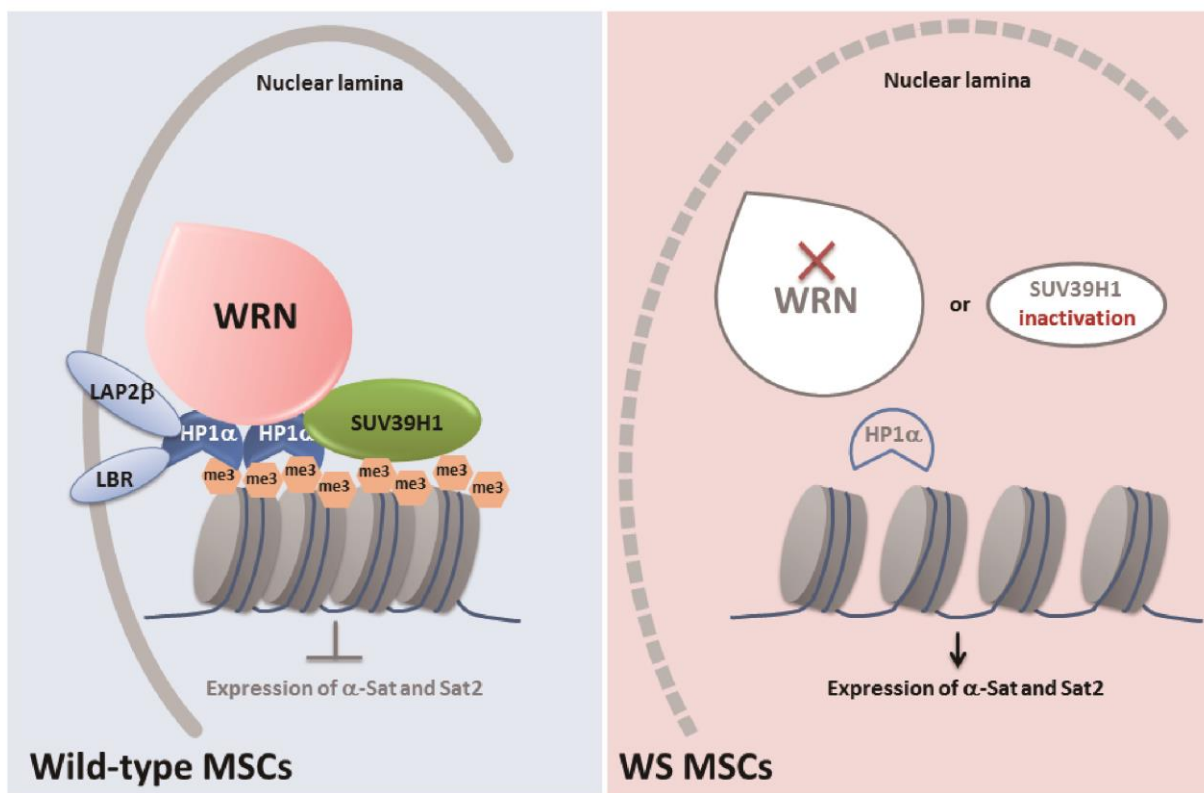 Nuclear lamina
WRN
LAP2β
HP1α
HP1α
SUV39H1
LBR
me3
me3
me3
me3
me3
me3
me3
me3
Expression of α-Sat and Sat2
Wild-type MSCs
Nuclear lamina
WRN
or
SUV39H1
inactivation
HP1α
Expression of α-Sat and Sat2
WS MSCs